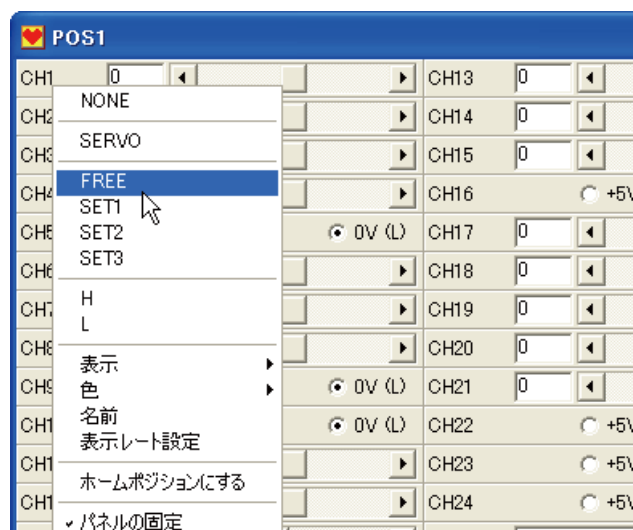 POS1
CH1 0 CH13 0
NONE
CH2 CH14 0
SERVO
CH3 CH15 0
FREE
CH4 CH16 +5V
SET1
SET2
CH5 0V (L) CH17 0
SET3
CH6 CH18 0
H
CH7 CH19 0
L
CH8 CH20 0
表示
CH9 0V (L) CH21 0
色
名前
CH1 0V (L) CH22 +5V
表示レート設定
CH1 CH23 +5V
ホームポジションにする
CH1 CH24 +5V
パネルの固定